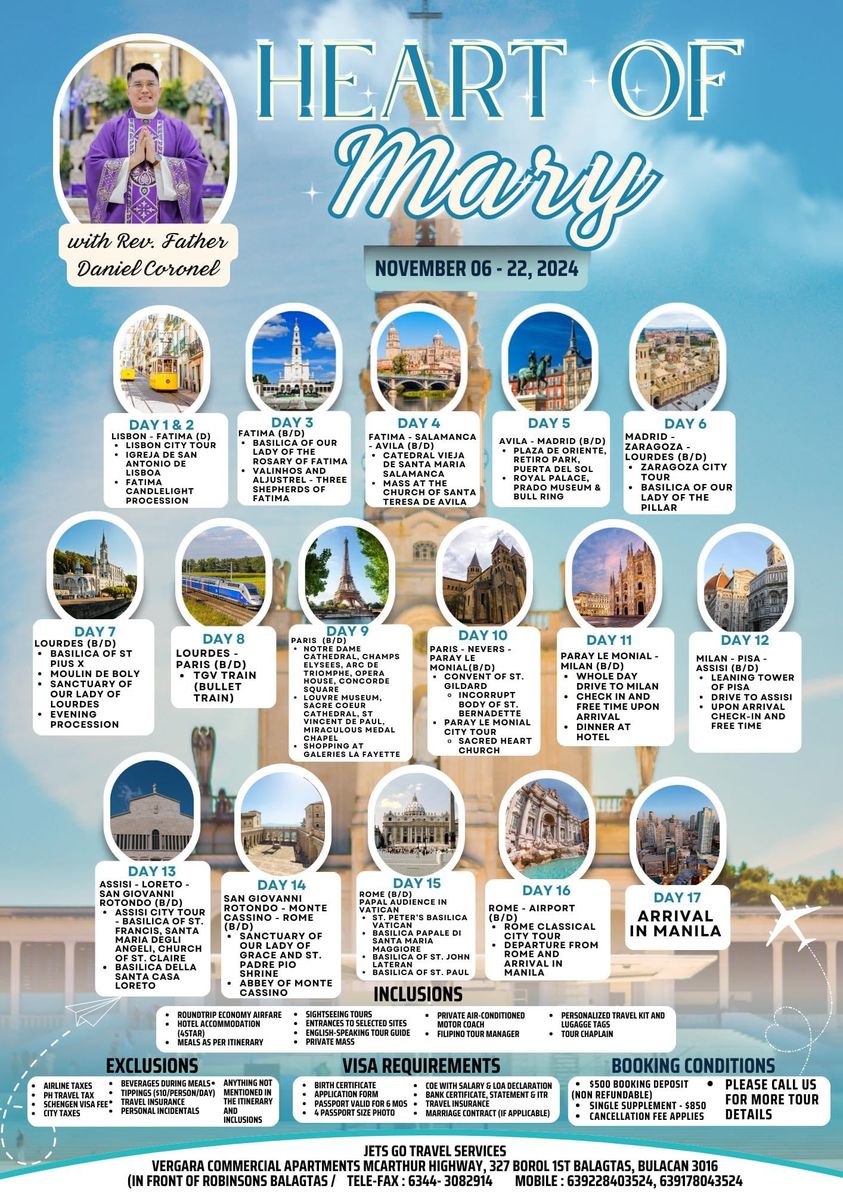 HEART OF
Mary
with Rev. Father
Daniel Coronel
NOVEMBER 06 - 22, 2024
DAY 1 & 2
LISBON - FATIMA (D)
• LISBON CITY TOUR
• IGREJA DE SAN
ANTONIO DE
LISBOA
• FATIMA
CANDLELIGHT
PROCESSION
DAY 3
FATIMA (B/D)
• BASILICA OF OUR
LADY OF THE
ROSARY OF FATIMA
• VALINHOS AND
ALJUSTREL - THREE
SHEPHERDS OF
FATIMA
DAY 4
FATIMA - SALAMANCA
- AVILA (B/D)
• CATEDRAL VIEJA
DE SANTA MARIA
SALAMANCA
• MASS AT THE
CHURCH OF SANTA
TERESA DE AVILA
DAY 5
AVILA - MADRID (B/D)
• PLAZA DE ORIENTE,
RETIRO PARK,
PUERTA DEL SOL
• ROYAL PALACE,
PRADO MUSEUM &
BULL RING
DAY 6
MADRID -
ZARAGOZA -
LOURDES (B/D)
• ZARAGOZA CITY
TOUR
• BASILICA OF OUR
LADY OF THE
PILLAR
DAY 7
LOURDES (B/D)
• BASILICA OF ST
PIUS X
• MOULIN DE BOLY
• SANCTUARY OF
OUR LADY OF
LOURDES
• EVENING
PROCESSION
DAY 8
LOURDES -
PARIS (B/D)
• TGV TRAIN
(BULLET
TRAIN)
DAY 9
PARIS (B/D)
• NOTRE DAME
CATHEDRAL, CHAMPS
ELYSEES, ARC DE
TRIOMPHE, OPERA
HOUSE, CONCORDE
SQUARE
• LOUVRE MUSEUM,
SACRE COEUR
CATHEDRAL, ST
VINCENT DE PAUL,
MIRACULOUS MEDAL
CHAPEL
• SHOPPING AT
GALERIES LA FAYETTE
DAY 10
PARIS - NEVERS -
PARAY LE
MONIAL(B/D)
• CONVENT OF ST.
GILDARD
○ INCORRUPT
BODY OF ST.
BERNADETTE
• PARAY LE MONIAL
CITY TOUR
○ SACRED HEART
CHURCH
DAY 11
PARAY LE MONIAL -
MILAN (B/D)
• WHOLE DAY
DRIVE TO MILAN
• CHECK IN AND
FREE TIME UPON
ARRIVAL
• DINNER AT
HOTEL
DAY 12
MILAN - PISA -
ASSISI (B/D)
• LEANING TOWER
OF PISA
• DRIVE TO ASSISI
• UPON ARRIVAL
CHECK-IN AND
FREE TIME
DAY 13
ASSISI - LORETO -
SAN GIOVANNI
ROTONDO (B/D)
• ASSISI CITY TOUR
- BASILICA OF ST.
FRANCIS, SANTA
MARIA DEGLI
ANGELI, CHURCH
OF ST. CLAIRE
• BASILICA DELLA
SANTA CASA
LORETO
DAY 14
SAN GIOVANNI
ROTONDO - MONTE
CASSINO - ROME
(B/D)
• SANCTUARY OF
OUR LADY OF
GRACE AND ST.
PADRE PIO
SHRINE
• ABBEY OF MONTE
CASSINO
DAY 15
ROME (B/D)
PAPAL AUDIENCE IN
VATICAN
• ST. PETER'S BASILICA
VATICAN
• BASILICA PAPALE DI
SANTA MARIA
MAGGIORE
• BASILICA OF ST. JOHN
LATERAN
• BASILICA OF ST. PAUL
DAY 16
ROME - AIRPORT
(B/D)
• ROME CLASSICAL
CITY TOUR
• DEPARTURE FROM
ROME AND
ARRIVAL IN
MANILA
DAY 17
ARRIVAL
IN MANILA
INCLUSIONS
• ROUNDTRIP ECONOMY AIRFARE
• HOTEL ACCOMMODATION
(4STAR)
• MEALS AS PER ITINERARY
• SIGHTSEEING TOURS
• ENTRANCES TO SELECTED SITES
• ENGLISH-SPEAKING TOUR GUIDE
• PRIVATE MASS
• PRIVATE AIR-CONDITIONED
MOTOR COACH
• FILIPINO TOUR MANAGER
• PERSONALIZED TRAVEL KIT AND
LUGAGE TAGS
• TOUR CHAPLAIN
EXCLUSIONS
• AIRLINE TAXES
• PH TRAVEL TAX
• SCHENGEN VISA FEE
• CITY TAXES
• BEVERAGES DURING MEALS
• TIPPINGS ($10/PERSON/DAY)
• TRAVEL INSURANCE
• PERSONAL INCIDENTALS
• ANYTHING NOT
MENTIONED IN
THE ITINERARY
AND
INCLUSIONS
VISA REQUIREMENTS
• BIRTH CERTIFICATE
• APPLICATION FORM
• PASSPORT VALID FOR 6 MOS
• 4 PASSPORT SIZE PHOTO
• COE WITH SALARY & LOA DECLARATION
• BANK CERTIFICATE, STATEMENT & ITR
• TRAVEL INSURANCE
• MARRIAGE CONTRACT (IF APPLICABLE)
BOOKING CONDITIONS
• $500 BOOKING DEPOSIT
(NON REFUNDABLE)
• SINGLE SUPPLEMENT - $850
• CANCELLATION FEE APPLIES
• PLEASE CALL US
FOR MORE TOUR
DETAILS
JETS GO TRAVEL SERVICES
VERGARA COMMERCIAL APARTMENTS MCARTHUR HIGHWAY, 327 BOROL 1ST BALAGTAS, BULACAN 3016
(IN FRONT OF ROBINSONS BALAGTAS / TELE-FAX : 6344- 3082914 MOBILE : 639228403524, 639178043524